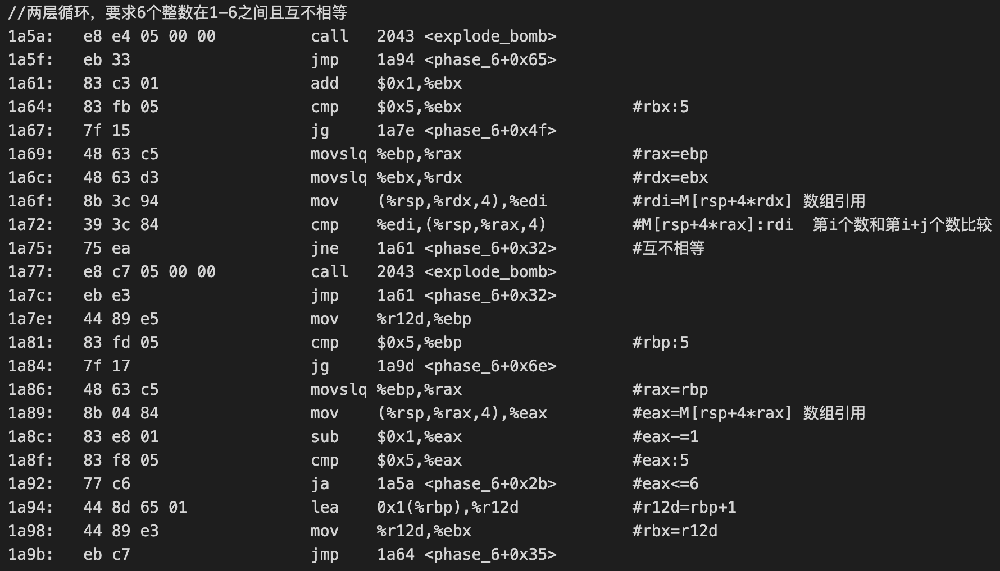 //两层循环，要求6个整数在1-6之间且互不相等
1a5a:   e8 e4 05 00 00          call   2043 <explode_bomb>
1a5f:   eb 33                   jmp    1a94 <phase_6+0x65>
1a61:   83 c3 01                add    $0x1,%ebx
1a64:   83 fb 05                cmp    $0x5,%ebx                  #rbx:5
1a67:   7f 15                   jg     1a7e <phase_6+0x4f>
1a69:   48 63 c5                movslq %ebp,%rax                  #rax=ebp
1a6c:   48 63 d3                movslq %ebx,%rdx                  #rdx=ebx
1a6f:   8b 3c 94                mov    (%rsp,%rdx,4),%edi         #rdi=M[rsp+4*rdx] 数组引用
1a72:   39 3c 84                cmp    %edi,(%rsp,%rax,4)         #M[rsp+4*rax]:rdi  第i个数和第i+j个数比较
1a75:   75 ea                   jne    1a61 <phase_6+0x32>        #互不相等
1a77:   e8 c7 05 00 00          call   2043 <explode_bomb>
1a7c:   eb e3                   jmp    1a61 <phase_6+0x32>
1a7e:   44 89 e5                mov    %r12d,%ebp
1a81:   83 fd 05                cmp    $0x5,%ebp                  #rbp:5
1a84:   7f 17                   jg     1a9d <phase_6+0x6e>
1a86:   48 63 c5                movslq %ebp,%rax                  #rax=rbp
1a89:   8b 04 84                mov    (%rsp,%rax,4),%eax         #eax=M[rsp+4*rax] 数组引用
1a8c:   83 e8 01                sub    $0x1,%eax                  #eax-=1
1a8f:   83 f8 05                cmp    $0x5,%eax                  #eax:5
1a92:   77 c6                   ja     1a5a <phase_6+0x2b>        #eax<=6
1a94:   44 8d 65 01             lea    0x1(%rbp),%r12d            #r12d=rbp+1
1a98:   44 89 e3                mov    %r12d,%ebx                 #rbx=r12d
1a9b:   eb c7                   jmp    1a64 <phase_6+0x35>